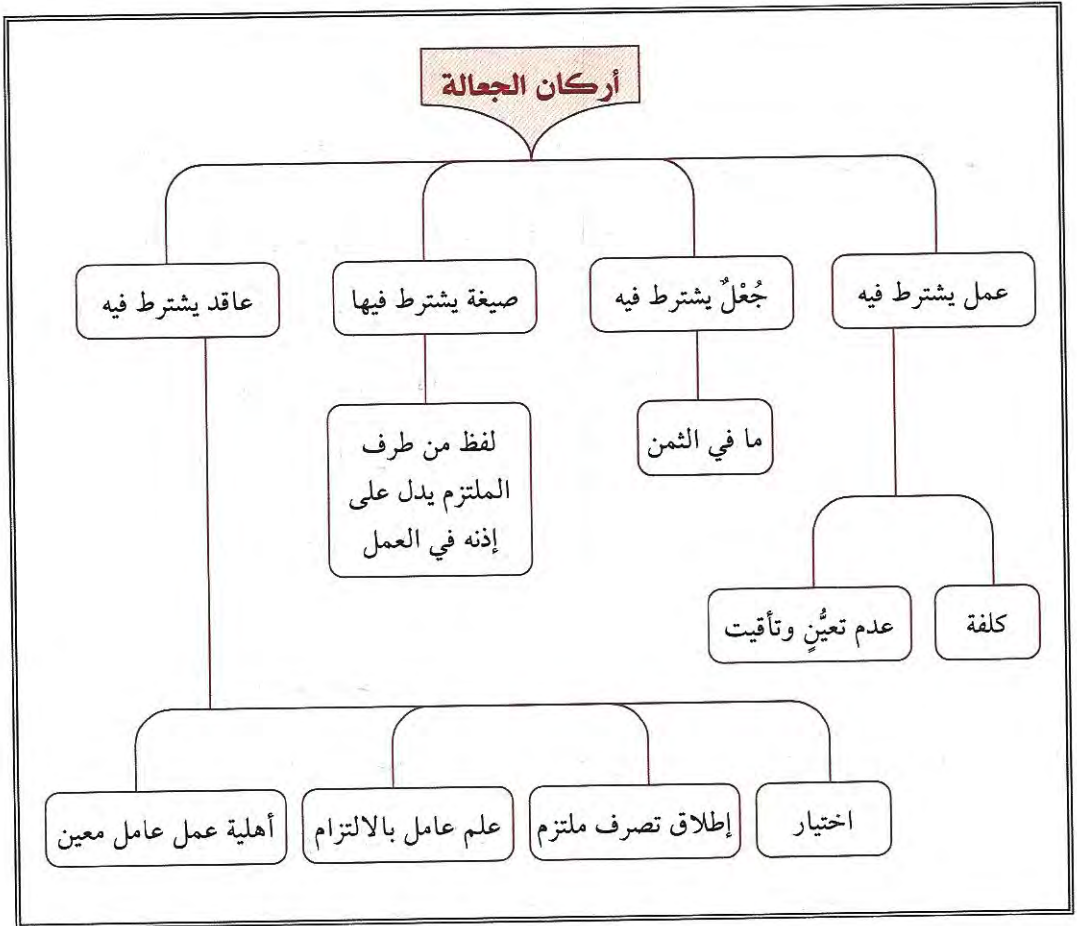 أركان الجعالة
عمل يشترط فيه
جُعْلٌ يشترط فيه
صيغة يشترط فيها
عاقد يشترط فيه
ما في الثمن
لفظ من طرف
الملتزم يدل على
إذنه في العمل
كلفة
عدم تعيُّنٍ وتأقيت
اختيار
إطلاق تصرف ملتزم
علم عامل بالالتزام
أهلية عمل عامل معين